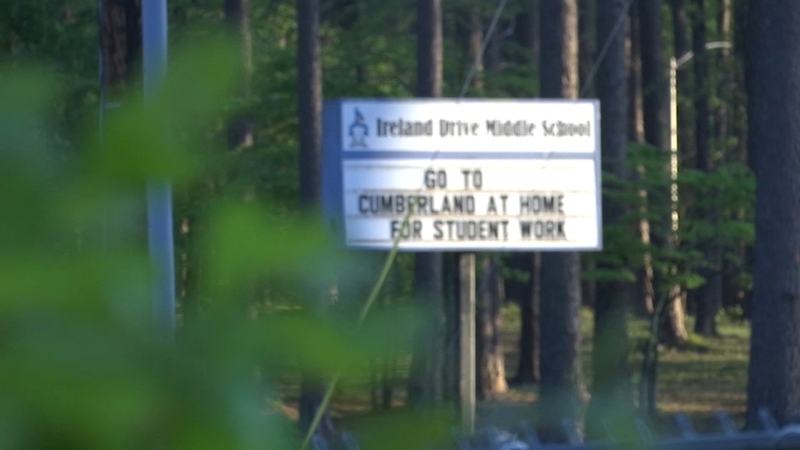 Ireland Drive Middle School
GO TO
CUMBERLAND AT HOME
FOR STUDENT WORK